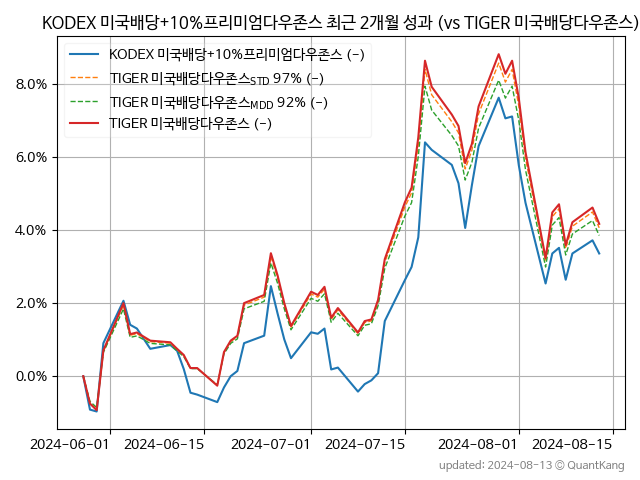 KODEX 미국배당+10%프리미엄다우존스 최근 2개월 성과 (vs TIGER 미국배당다우존스)
KODEX 미국배당+10%프리미엄다우존스 (-)
TIGER 미국배당다우존스STD 97% (-)
TIGER 미국배당다우존스MDD 92% (-)
TIGER 미국배당다우존스 (-)
8.0%
6.0%
4.0%
2.0%
0.0%
2024-06-01 2024-06-15 2024-07-01 2024-07-15 2024-08-01 2024-08-15
updated: 2024-08-13 © QuantKang